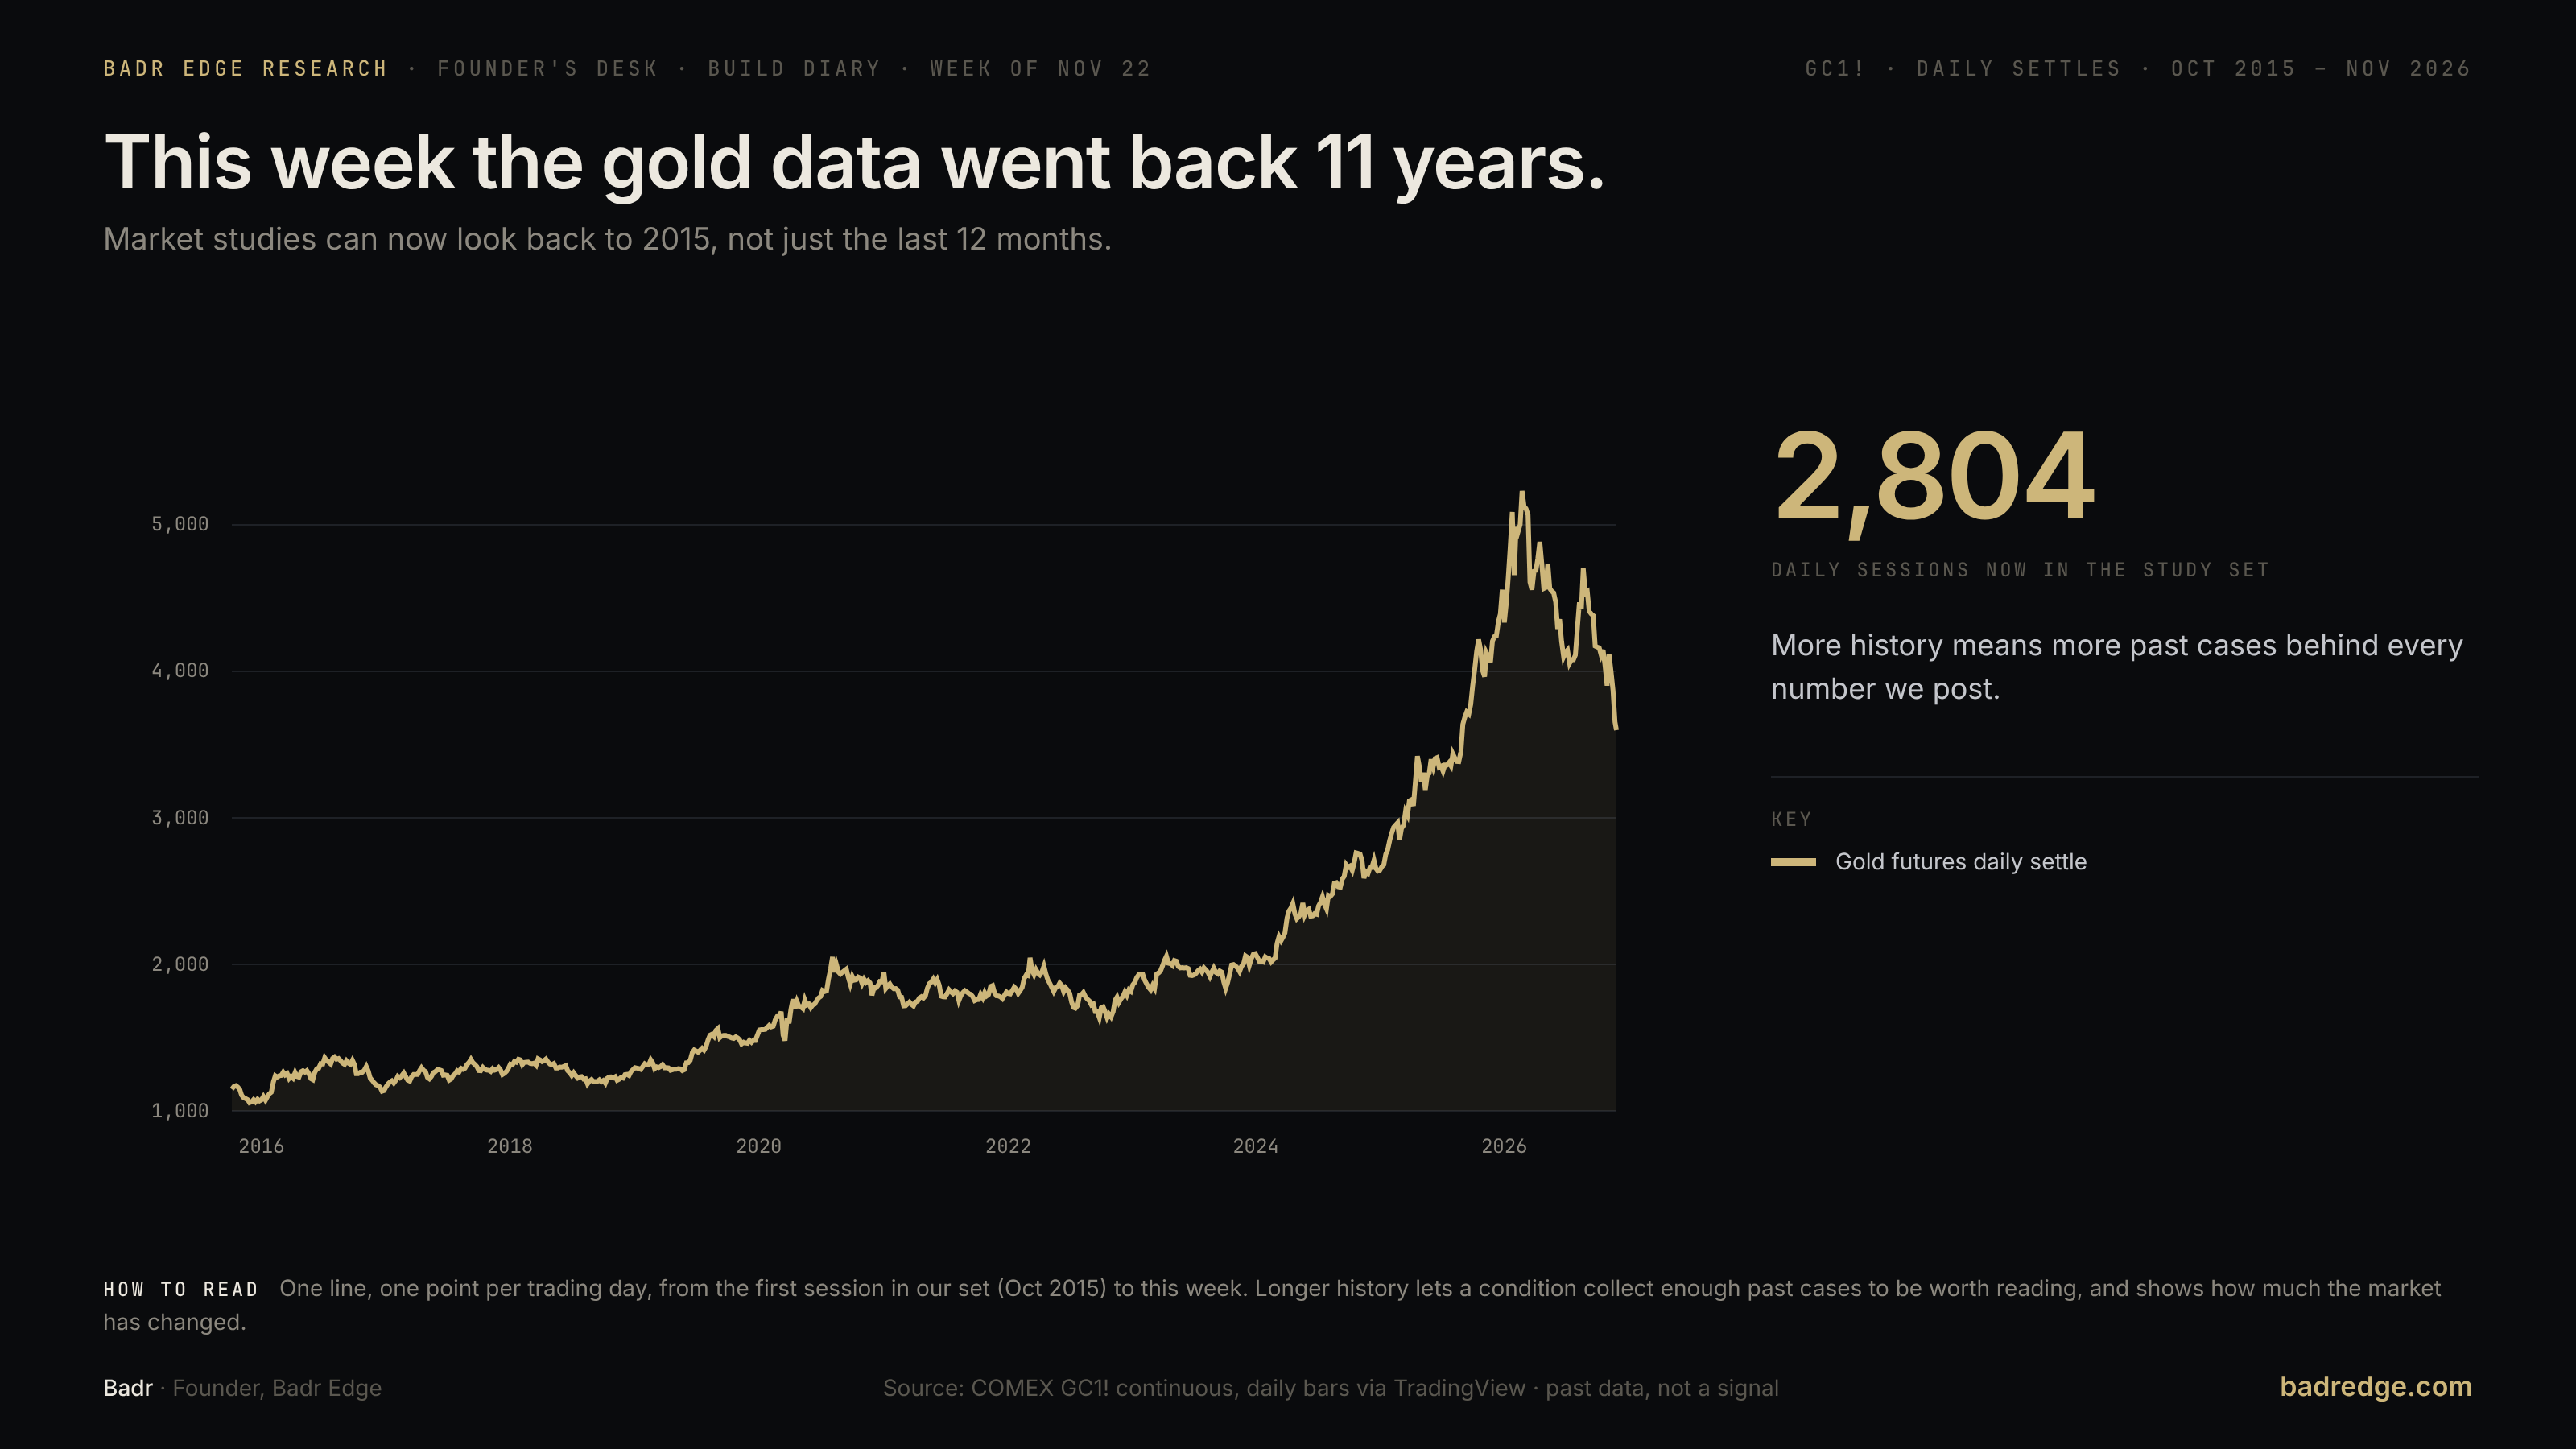 BADR EDGE RESEARCH · FOUNDER'S DESK · BUILD DIARY · WEEK OF NOV 22
GC1! · DAILY SETTLES · OCT 2015 – NOV 2026
This week the gold data went back 11 years.
Market studies can now look back to 2015, not just the last 12 months.
5,000
4,000
3,000
2,000
1,000
2016 2018 2020 2022 2024 2026
2,804
DAILY SESSIONS NOW IN THE STUDY SET
More history means more past cases behind every
number we post.
KEY
Gold futures daily settle
HOW TO READ One line, one point per trading day, from the first session in our set (Oct 2015) to this week. Longer history lets a condition collect enough past cases to be worth reading, and shows how much the market
has changed.
Badr · Founder, Badr Edge
Source: COMEX GC1! continuous, daily bars via TradingView · past data, not a signal
badredge.com